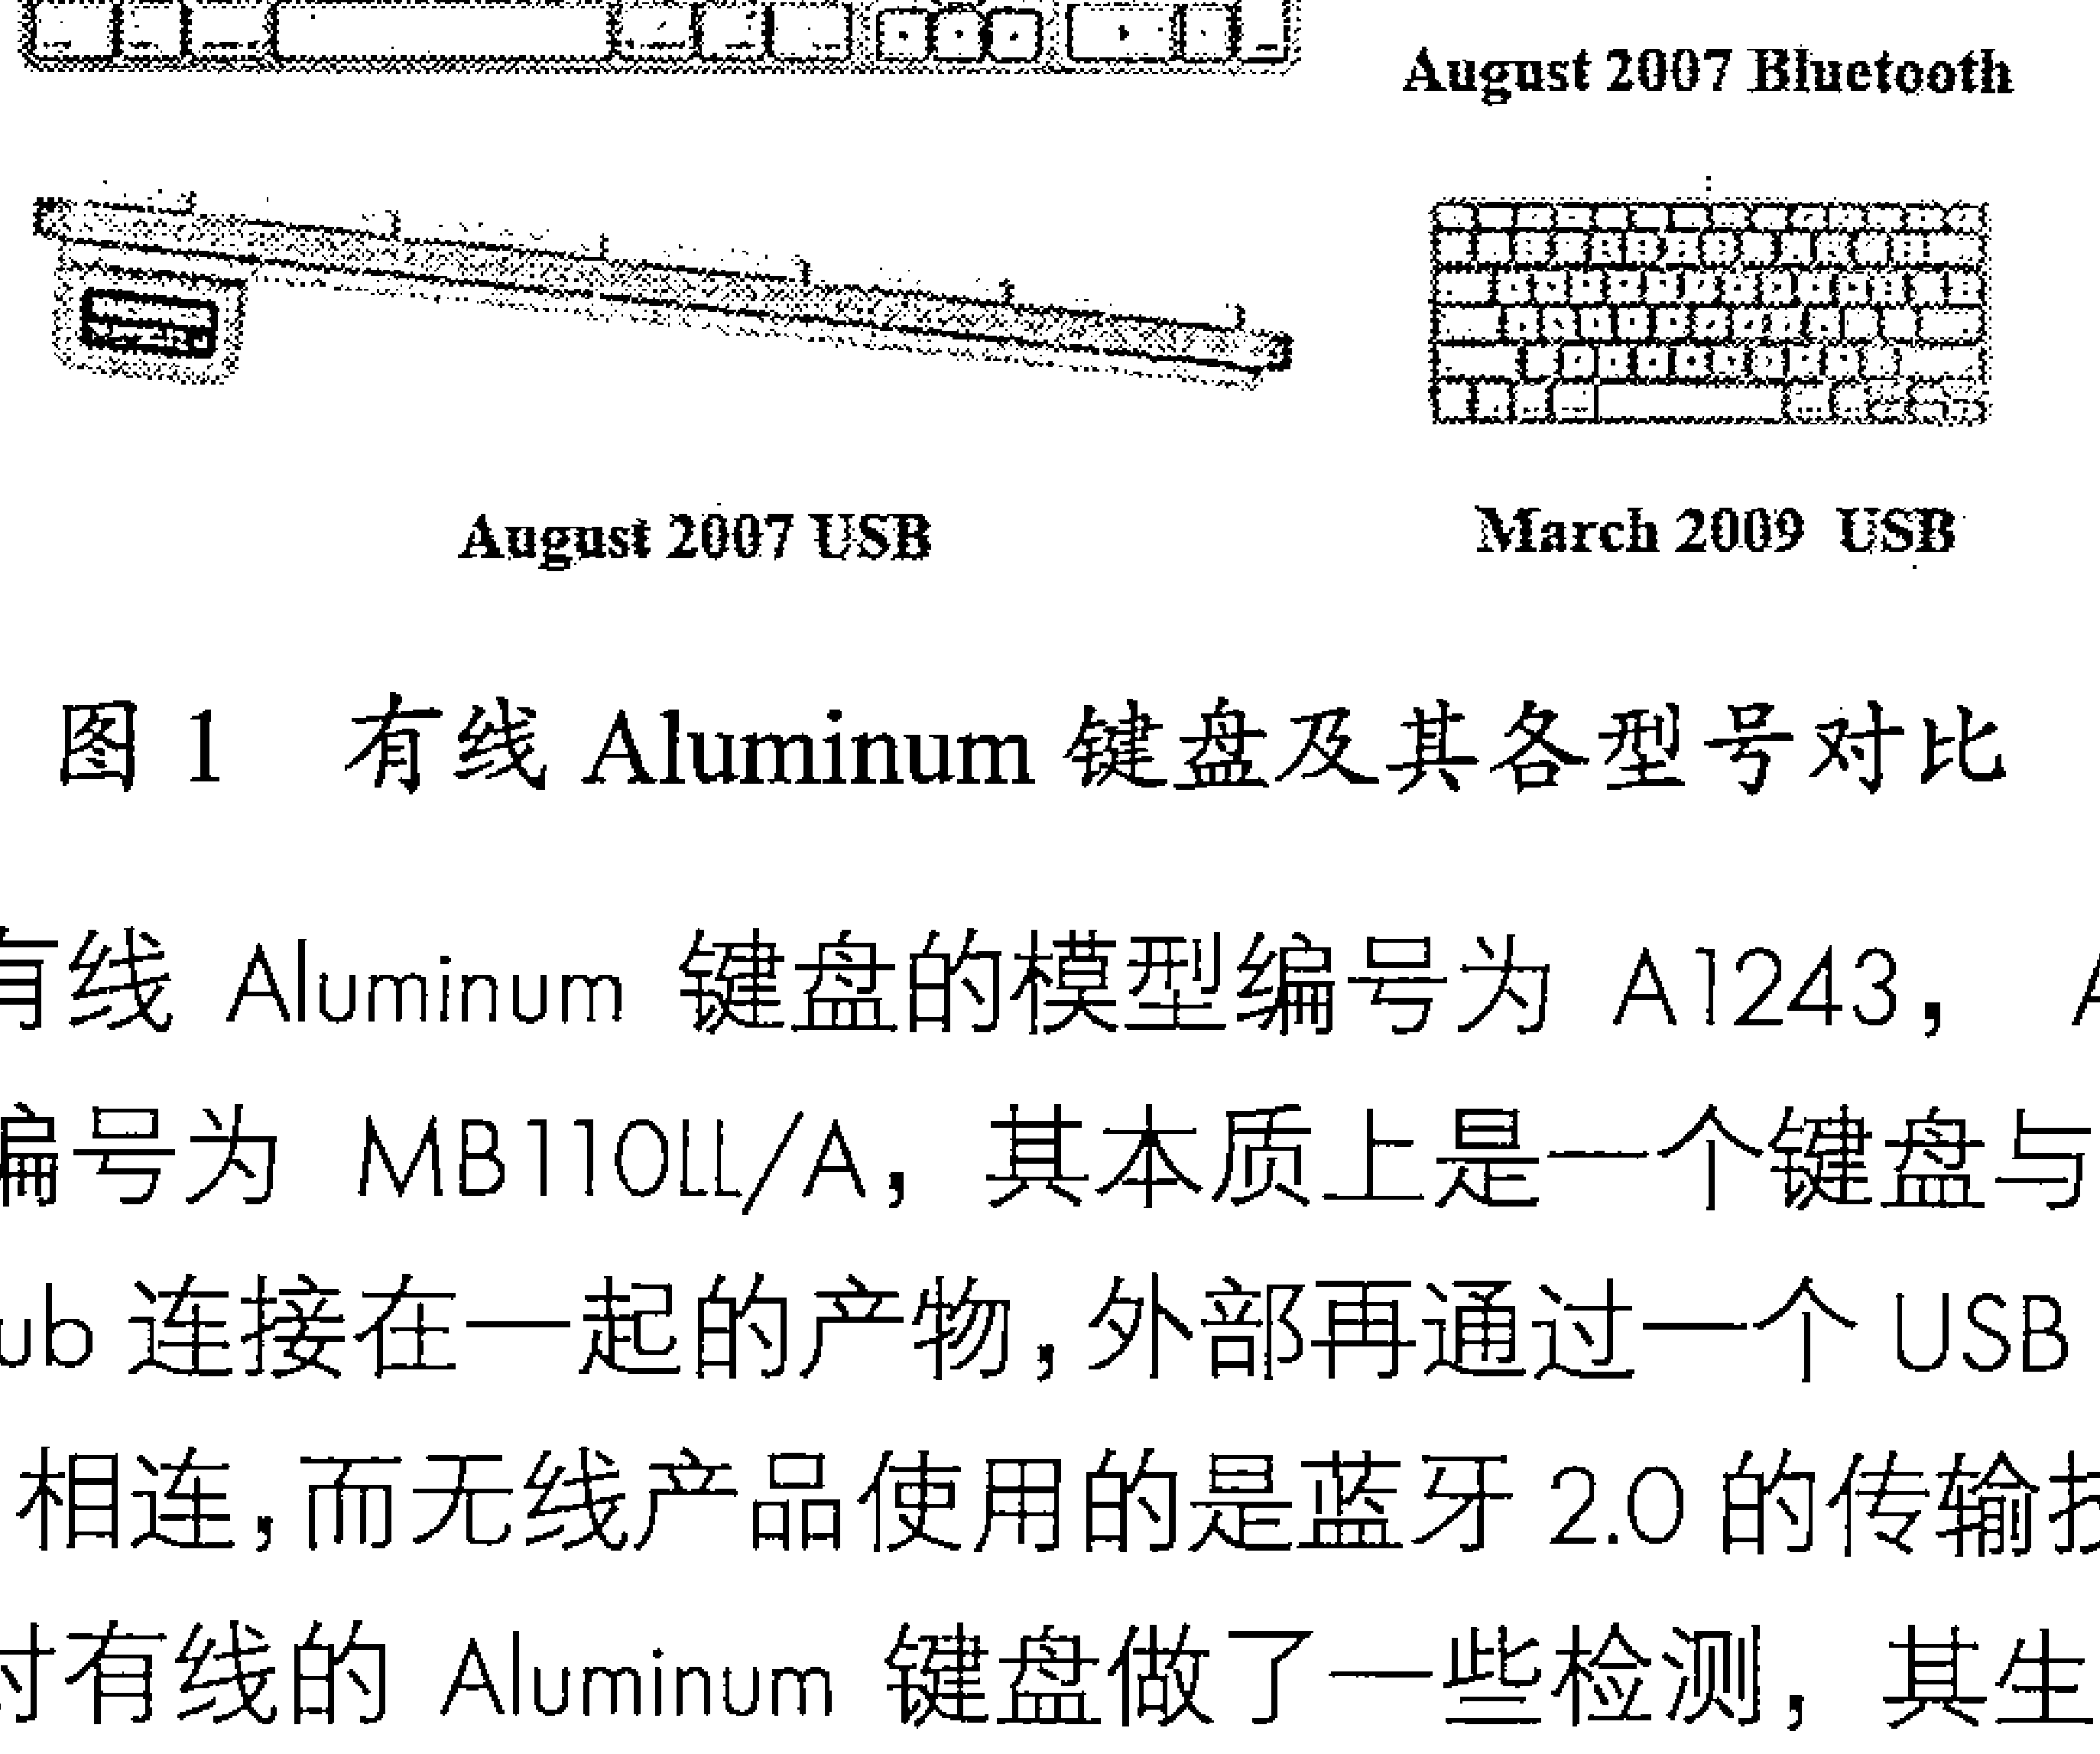 August 2007 Bluetooth
August 2007 USB
March 2009 USB
图 1 有线 Aluminum 键盘及其各型号对比
有线 Aluminum 键盘的模型编号为 A1243， A
编号为 MB110LL/A，其本质上是一个键盘与
ub 连接在一起的产物，外部再通过一个 USB
相连，而无线产品使用的是蓝牙 2.0 的传输技
对有线的 Aluminum 键盘做了一些检测，其生